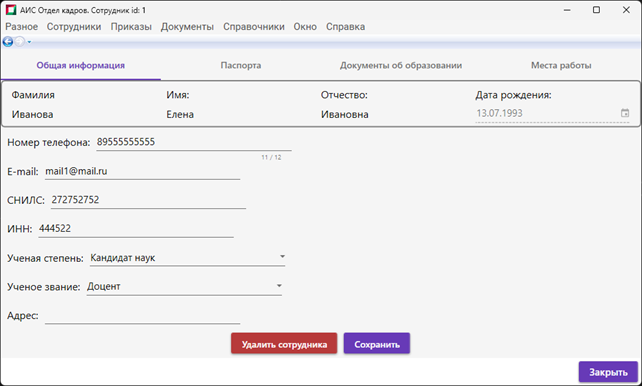 АИС Отдел кадров. Сотрудник id: 1
Разное Сотрудники Приказы Документы Справочники Окно Справка
Общая информация Паспорта Документы об образовании Места работы
Фамилия Имя: Отчество: Дата рождения:
Иванова Елена Ивановна 13.07.1993
Номер телефона: 89555555555
11 / 12
E-mail: mail1@mail.ru
СНИЛС: 272752752
ИНН: 444522
Ученая степень: Кандидат наук
Ученое звание: Доцент
Адрес:
Удалить сотрудника Сохранить
Закрыть